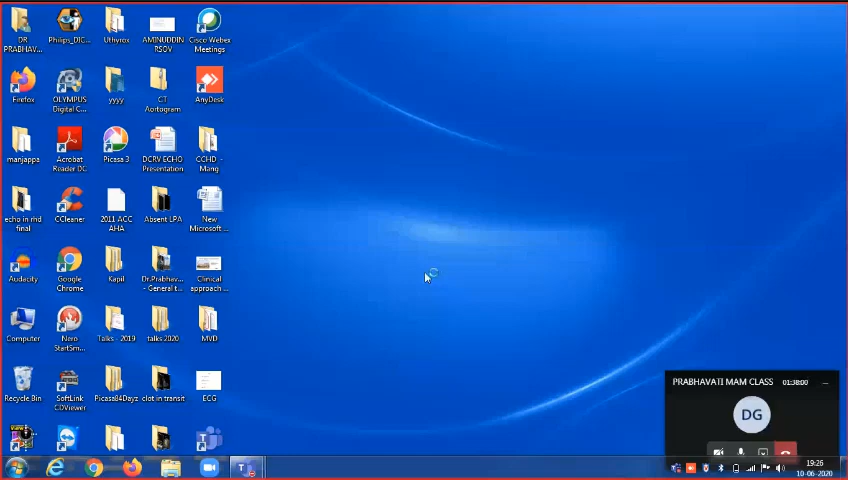 DR
PRABHAV...
Philips_DIC...
Uthyrox
AMINUDDIN
RSOV
Cisco Webex
Meetings
Firefox
OLYMPUS
Digital C...
yyyy
CT
Aortogram
AnyDesk
manjappa
Acrobat
Reader DC
Picasa 3
DCRV ECHO
Presentation
CCHD -
Mang
echo in rhd
final
CCleaner
2011 ACC
AHA
Absent LPA
New
Microsoft ...
Audacity
Google
Chrome
Kapil
Dr.Prabhav...
- General t...
Clinical
approach ...
Computer
Nero
StartSm...
Talks - 2019
talks 2020
MVD
Recycle Bin
SoftLink
CDViewer
Picasa84Dayz
clot in transit
ECG
PRABHAVATI MAM CLASS
01:38:00
DG
19:26
10-06-2020